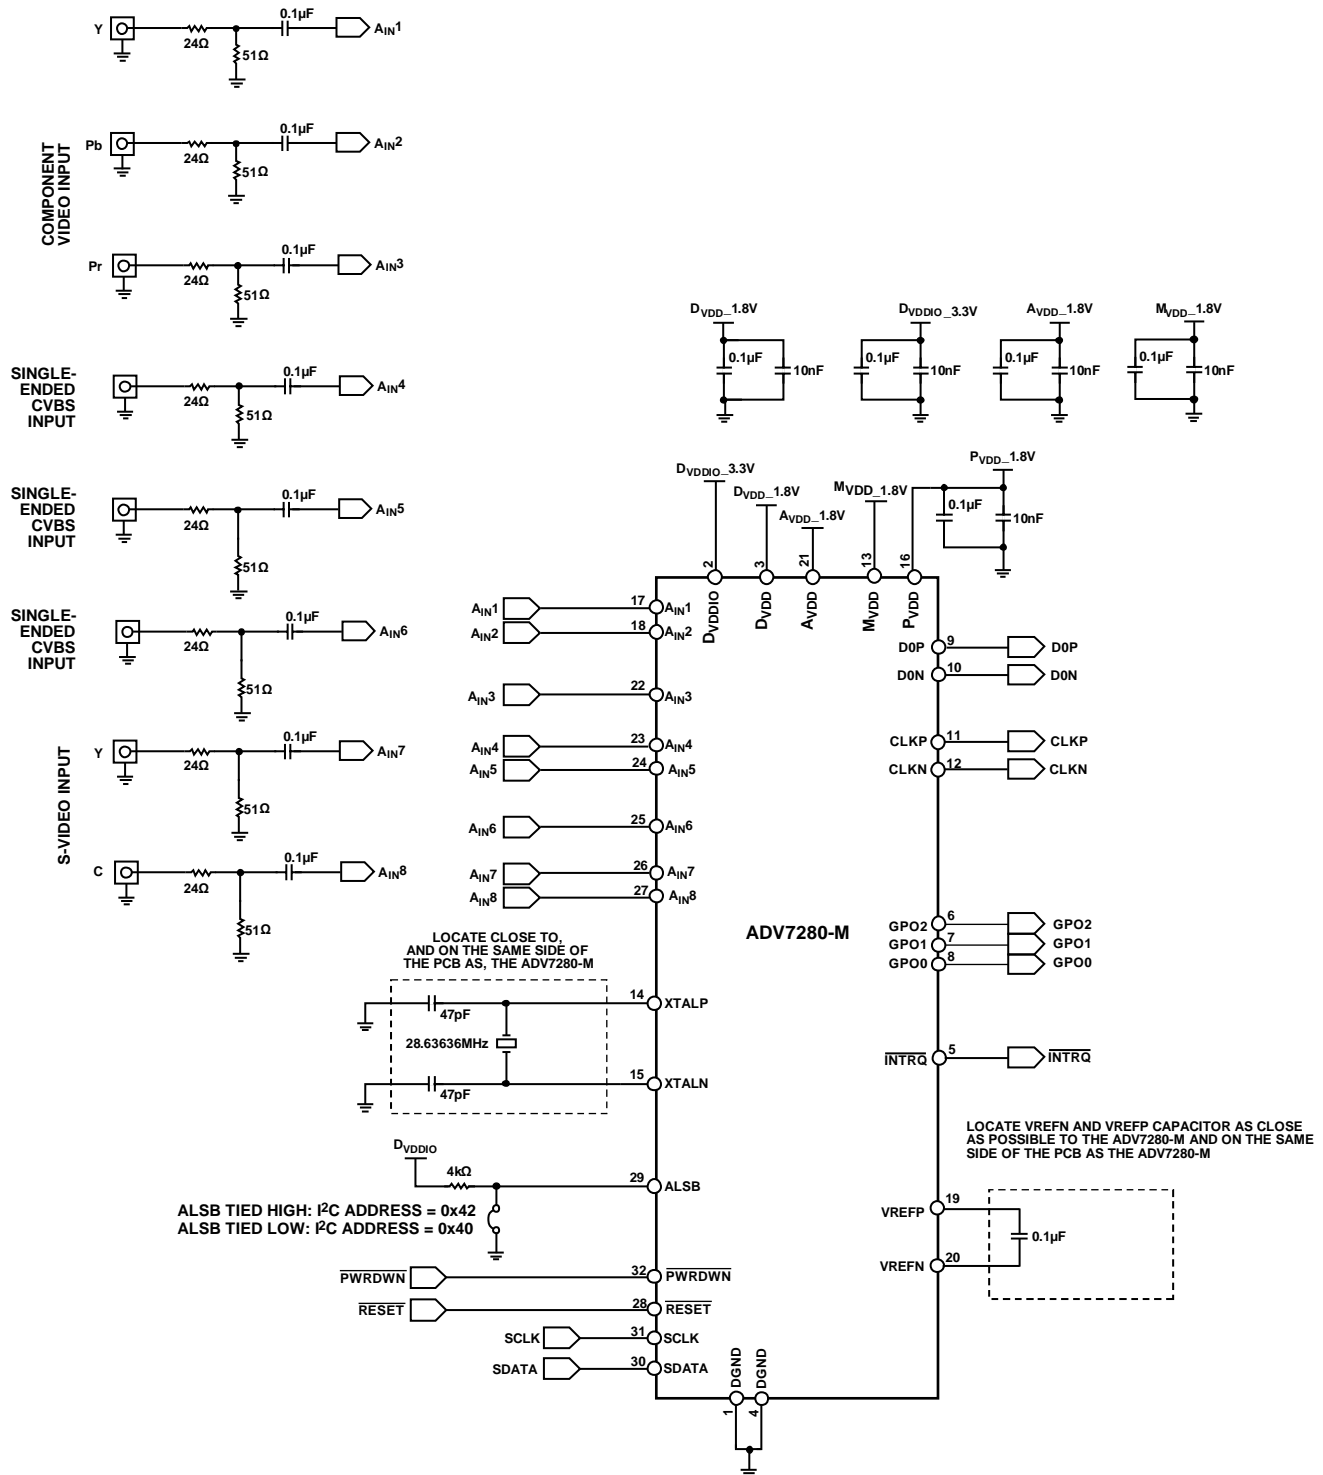 COMPONENT
VIDEO INPUT
Y
24Ω
51Ω
0.1µF
AIN1
Pb
24Ω
51Ω
0.1µF
AIN2
Pr
24Ω
51Ω
0.1µF
AIN3
SINGLE-
ENDED
CVBS
INPUT
24Ω
51Ω
0.1µF
AIN4
SINGLE-
ENDED
CVBS
INPUT
24Ω
51Ω
0.1µF
AIN5
SINGLE-
ENDED
CVBS
INPUT
24Ω
51Ω
0.1µF
AIN6
S-VIDEO INPUT
Y
24Ω
51Ω
0.1µF
AIN7
C
24Ω
51Ω
0.1µF
AIN8
DVDD_1.8V
0.1µF
10nF
DVDDIO_3.3V
0.1µF
10nF
AVDD_1.8V
0.1µF
10nF
MVDD_1.8V
0.1µF
10nF
DVDDIO_3.3V
DVDD_1.8V
AVDD_1.8V
MVDD_1.8V
PVDD_1.8V
0.1µF
10nF
2
3
21
13
16
DVDDIO
DVDD
AVDD
MVDD
PVDD
AIN1 17 AIN1
AIN2 18 AIN2
AIN3 22 AIN3
AIN4 23 AIN4
AIN5 24 AIN5
AIN6 25 AIN6
AIN7 26 AIN7
AIN8 27 AIN8
D0P 9 D0P
D0N 10 D0N
CLKP 11 CLKP
CLKN 12 CLKN
ADV7280-M
GPO2 6 GPO2
GPO1 7 GPO1
GPO0 8 GPO0
INTRQ 5 INTRQ
LOCATE CLOSE TO,
AND ON THE SAME SIDE OF
THE PCB AS, THE ADV7280-M
47pF
28.63636MHz
47pF
14 XTALP
15 XTALN
DVDDIO
4kΩ
29 ALSB
ALSB TIED HIGH: I2C ADDRESS = 0x42
ALSB TIED LOW: I2C ADDRESS = 0x40
PWRDWN 32 PWRDWN
RESET 28 RESET
SCLK 31 SCLK
SDATA 30 SDATA
LOCATE VREFN AND VREFP CAPACITOR AS CLOSE
AS POSSIBLE TO THE ADV7280-M AND ON THE SAME
SIDE OF THE PCB AS THE ADV7280-M
VREFP 19
0.1µF
VREFN 20
DGND
DGND
1
4